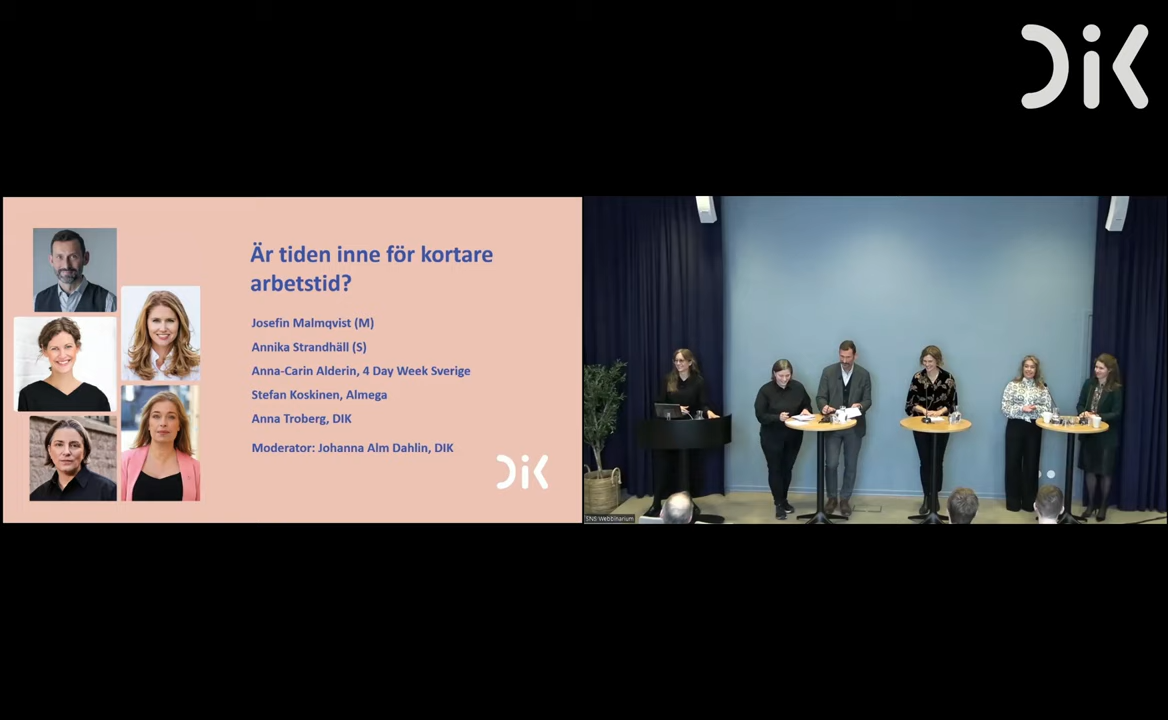 DiK
Är tiden inne för kortare
arbetstid?
Josefin Malmqvist (M)
Annika Strandhäll (S)
Anna-Carin Alderin, 4 Day Week Sverige
Stefan Koskinen, Almega
Anna Troberg, DIK
Moderator: Johanna Alm Dahlin, DIK
DiK
SNS Webbinarium